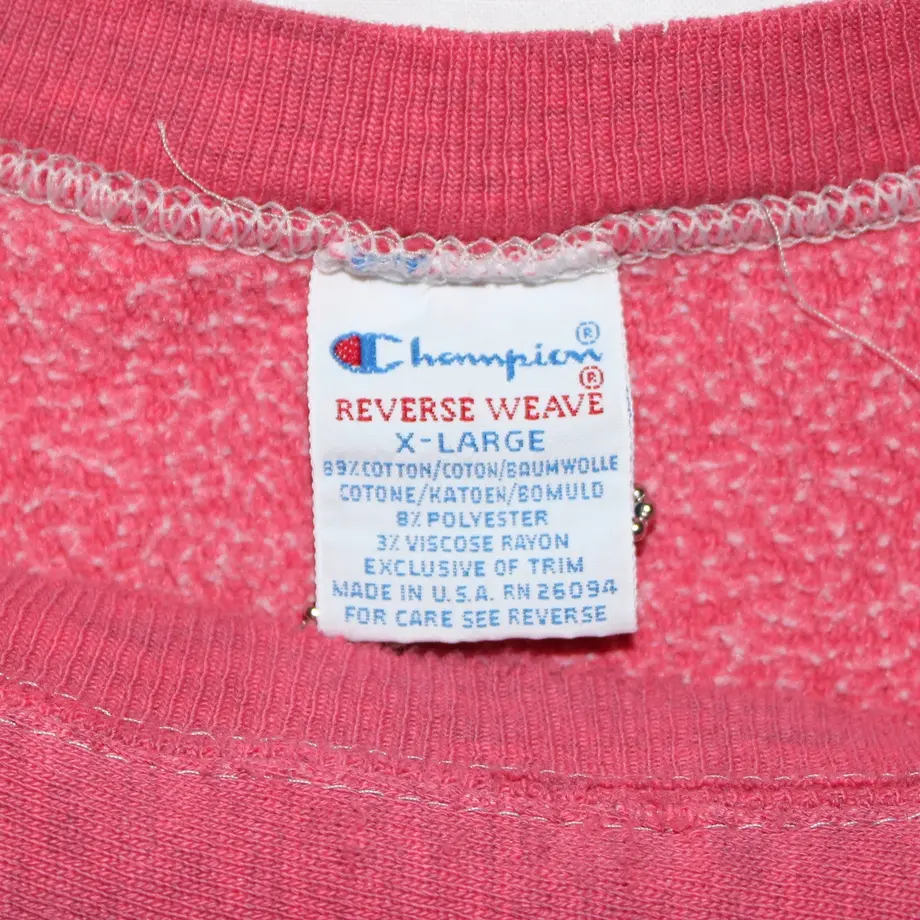 Champion®
REVERSE WEAVE®
X-LARGE
89% COTTON/COTON/BAUMWOLLE
COTONE/KATOEN/BOMULD
8% POLYESTER
3% VISCOSE RAYON
EXCLUSIVE OF TRIM
MADE IN U.S.A. RN 26094
FOR CARE SEE REVERSE